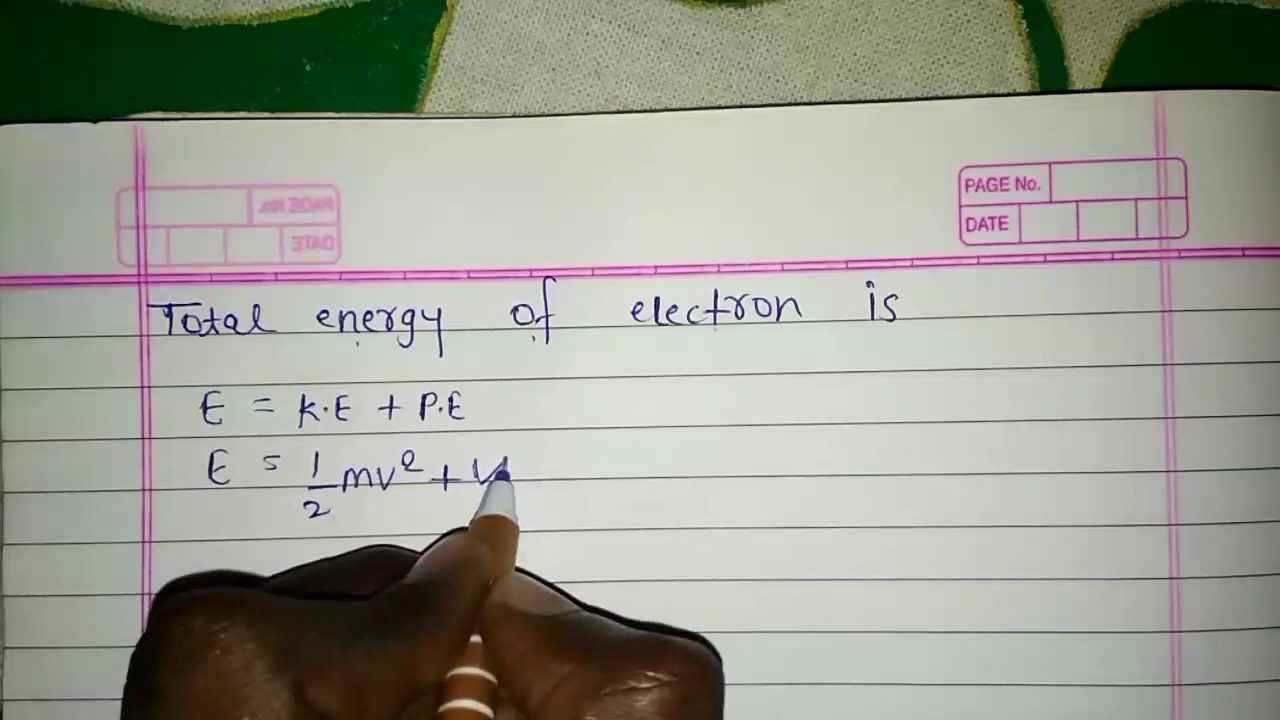 PAGE No.
DATE
Total energy of electron is
E = K.E + P.E
E = 1/2 mv² + V